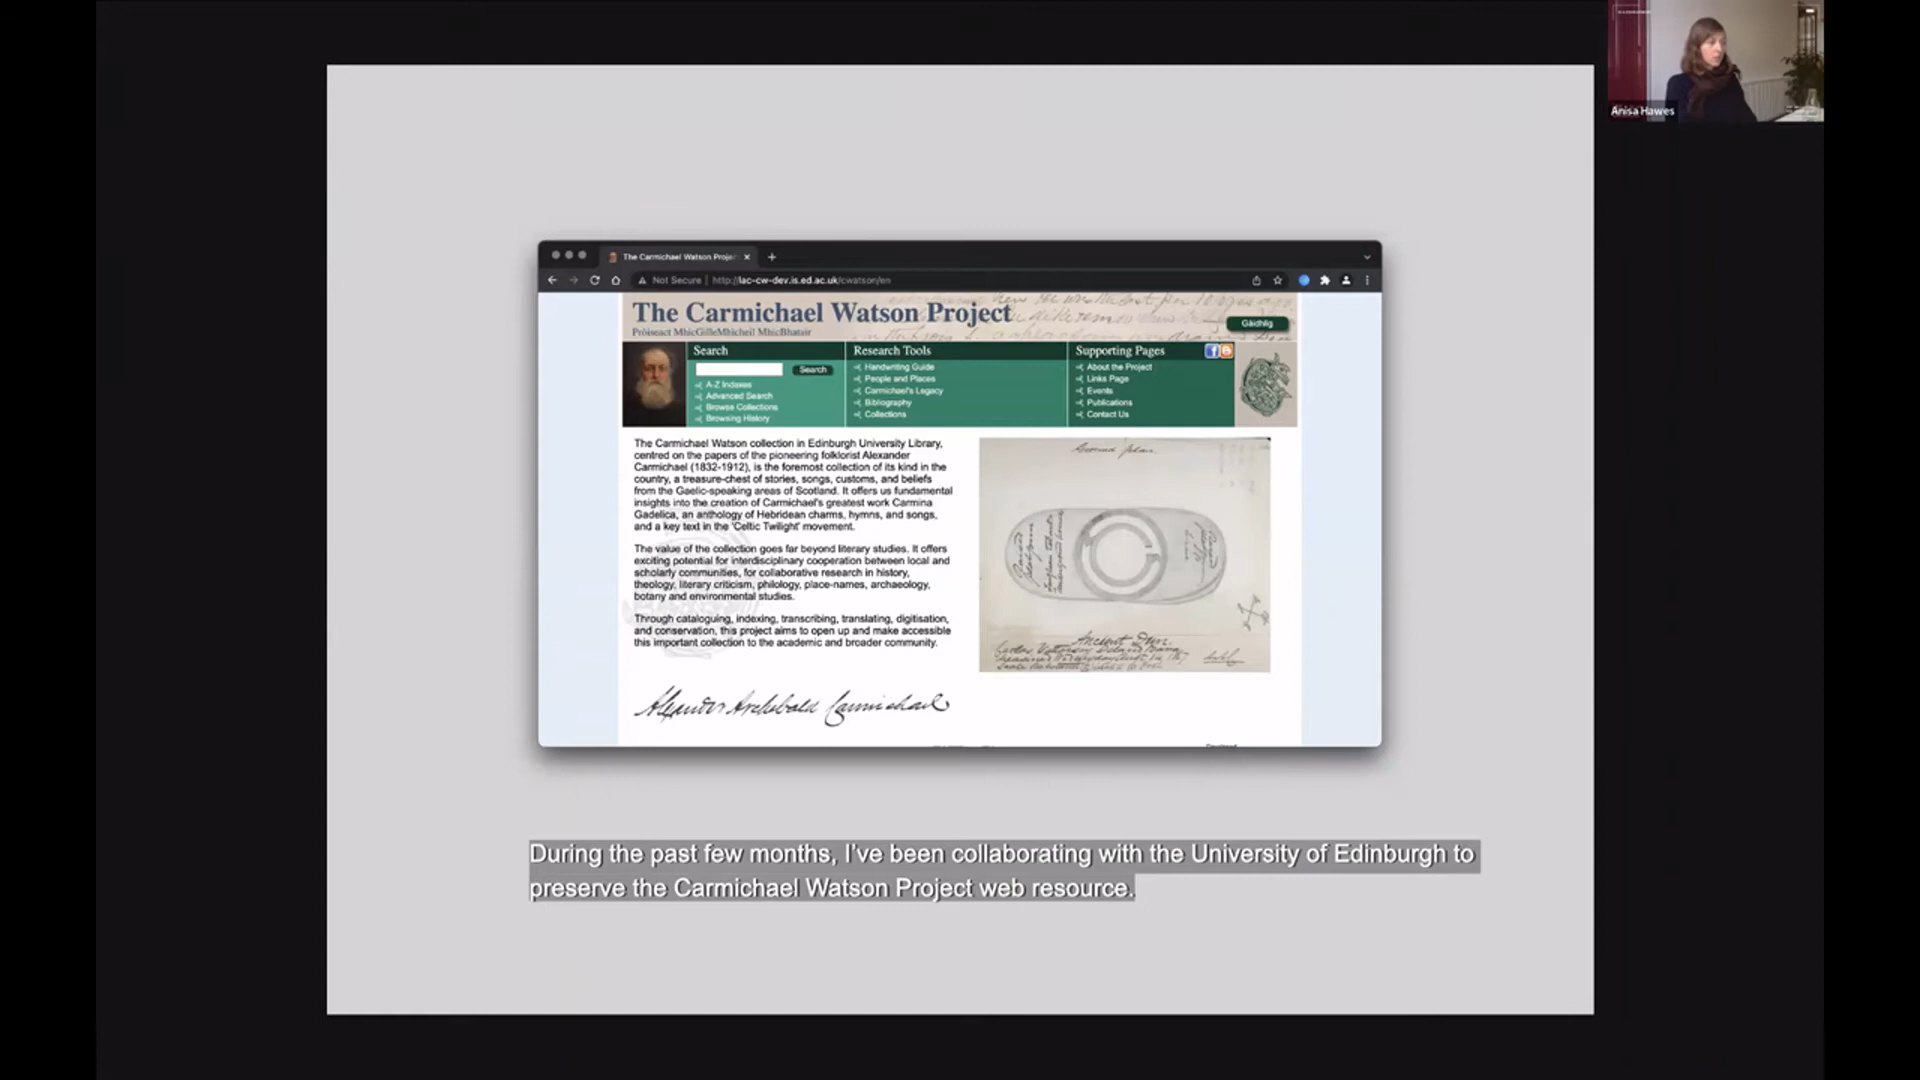 Anisa Hawes
The Carmichael Watson Proje
Not Secure
http://lac-cw-dev.is.ed.ac.uk/cwatson/en
The Carmichael Watson Project
Pròiseact MhicGilleMhìcheil MhicBhatair
Gàidhlig
Search
Search
A-Z Indexes
Advanced Search
Browse Collections
Browsing History
Research Tools
Handwriting Guide
People and Places
Carmichael's Legacy
Bibliography
Collections
Supporting Pages
About the Project
Links Page
Events
Publications
Contact Us
The Carmichael Watson collection in Edinburgh University Library,
centred on the papers of the pioneering folklorist Alexander
Carmichael (1832-1912), is the foremost collection of its kind in the
country, a treasure-chest of stories, songs, customs, and beliefs
from the Gaelic-speaking areas of Scotland. It offers us fundamental
insights into the creation of Carmichael's greatest work Carmina
Gadelica, an anthology of Hebridean charms, hymns, and songs,
and a key text in the 'Celtic Twilight' movement.
The value of the collection goes far beyond literary studies. It offers
exciting potential for interdisciplinary cooperation between local and
scholarly communities, for collaborative research in history,
theology, literary criticism, philology, place-names, archaeology,
botany and environmental studies.
Through cataloguing, indexing, transcribing, translating, digitisation,
and conservation, this project aims to open up and make accessible
this important collection to the academic and broader community.
Alexander Archibald Carmichael
Ground plan
Ancient Dun
During the past few months, I've been collaborating with the University of Edinburgh to
preserve the Carmichael Watson Project web resource.